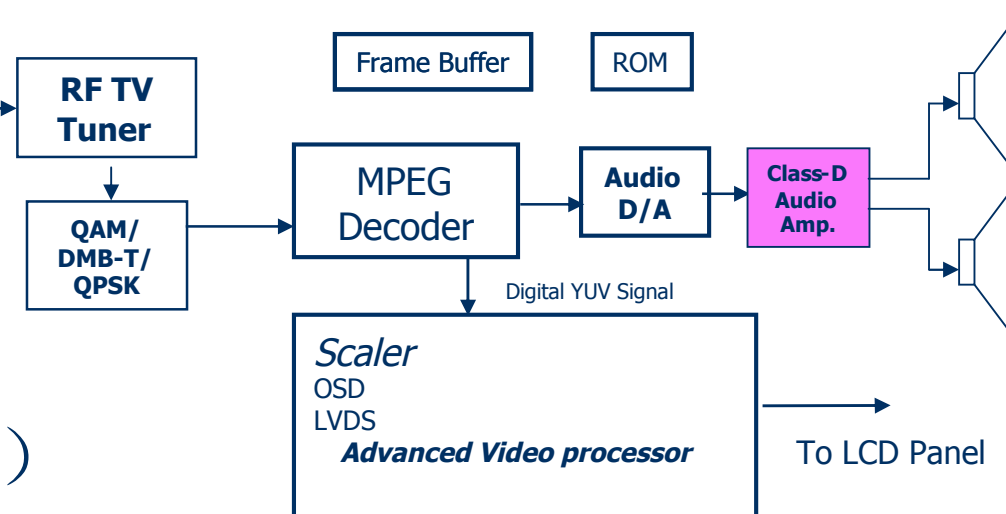 Frame Buffer
ROM
RF TV
Tuner
MPEG
Decoder
Audio
D/A
Class-D
Audio
Amp.
QAM/
DMB-T/
QPSK
Digital YUV Signal
Scaler
OSD
LVDS
Advanced Video processor
To LCD Panel
)